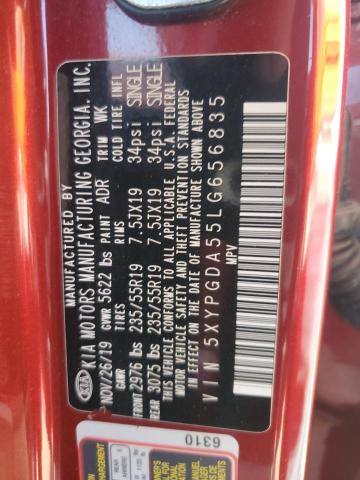 MANUFACTURED BY
KIA KIA MOTORS MANUFACTURING GEORGIA, INC.
NOV/26/19 GVWR 5622 lbs PAINT ADR TRIM WK
GAWR TIRES RIMS COLD TIRE INFL
FRONT 2976 lbs 235/55R19 7.5JX19 34psi SINGLE
REAR 3075 lbs 235/55R19 7.5JX19 34psi SINGLE
THIS VEHICLE CONFORMS TO ALL APPLICABLE U.S.A. FEDERAL
MOTOR VEHICLE SAFETY AND THEFT PREVENTION STANDARDS
IN EFFECT ON THE DATE OF MANUFACTURE SHOWN ABOVE
VIN 5XYPGDA55LG656835
MPV
6310
REAR